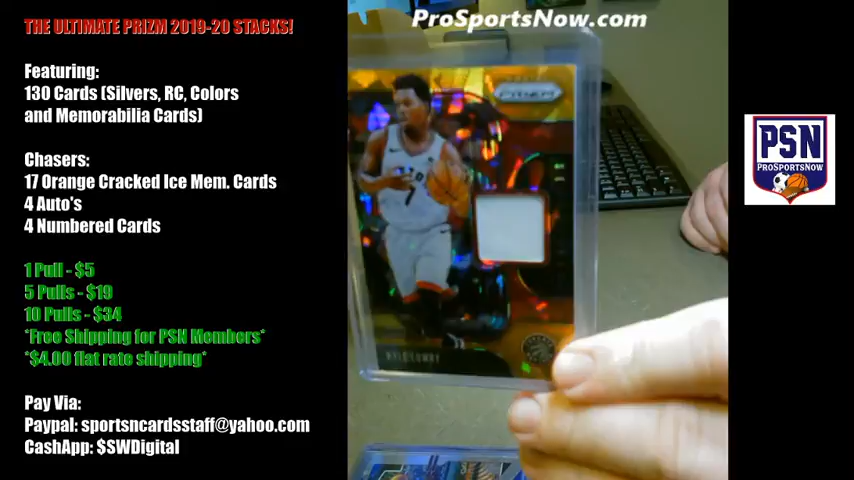 THE ULTIMATE PRIZM 2019-20 STACKS!
Featuring:
130 Cards (Silvers, RC, Colors
and Memorabilia Cards)
Chasers:
17 Orange Cracked Ice Mem. Cards
4 Auto's
4 Numbered Cards
1 Pull - $5
5 Pulls - $19
10 Pulls - $34
*Free Shipping for PSN Members*
*$4.00 flat rate shipping*
Pay Via:
Paypal: sportsncardsstaff@yahoo.com
CashApp: $SWDigital
ProSportsNow.com
PRIZM
7
KYLE LOWRY
PSN
PROSPORTSNOW